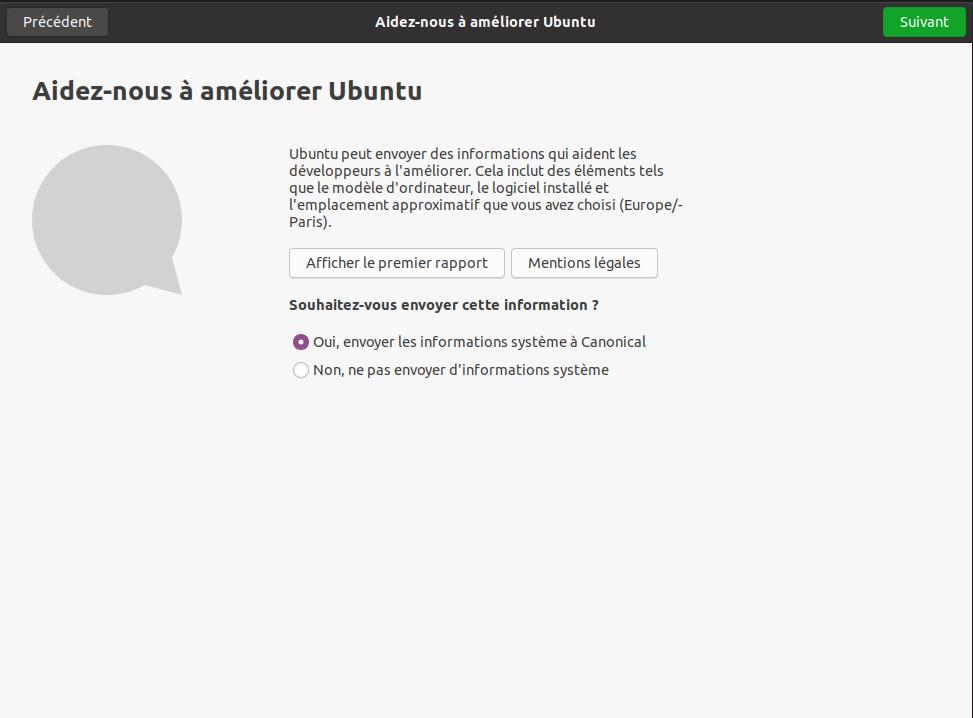 Précédent
Aidez-nous à améliorer Ubuntu
Suivant
Aidez-nous à améliorer Ubuntu
Ubuntu peut envoyer des informations qui aident les
développeurs à l'améliorer. Cela inclut des éléments tels
que le modèle d'ordinateur, le logiciel installé et
l'emplacement approximatif que vous avez choisi (Europe/-
Paris).
Afficher le premier rapport
Mentions légales
Souhaitez-vous envoyer cette information ?
Oui, envoyer les informations système à Canonical
Non, ne pas envoyer d'informations système